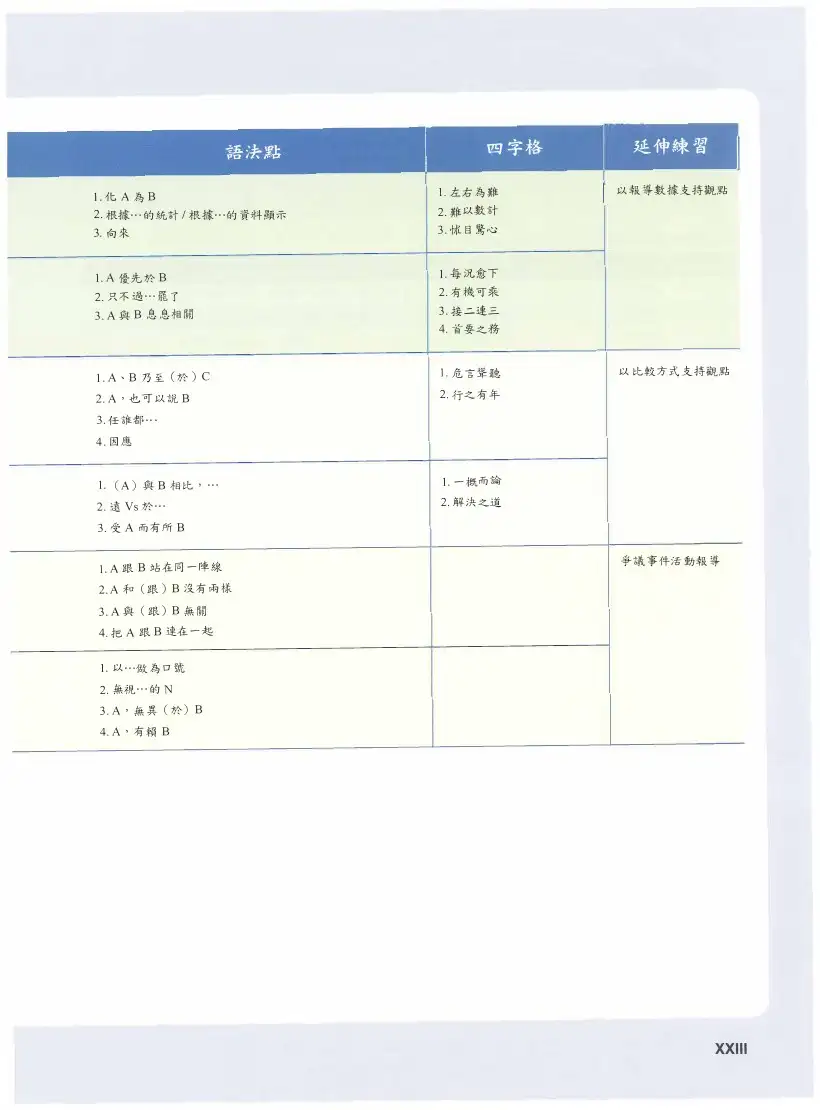 語法點
四字格
延伸練習
1. 化 A 為 B
2. 根據…的統計 / 根據…的資料顯示
3. 向來
1. 左右為難
2. 難以數計
3. 怵目驚心
以報導數據支持觀點
1. A 優先於 B
2. 只不過…罷了
3. A 與 B 息息相關
1. 每況愈下
2. 有機可乘
3. 接二連三
4. 首要之務
1. A、B 乃至(於)C
2. A,也可以說 B
3. 任誰都…
4. 因應
1. 危言聳聽
2. 行之有年
以比較方式支持觀點
1. (A)與 B 相比,…
2. 遠 Vs 於…
3. 受 A 而有所 B
1. 一概而論
2. 解決之道
1. A 跟 B 站在同一陣線
2. A 和(跟)B 沒有兩樣
3. A 與(跟)B 無關
4. 把 A 跟 B 連在一起
爭議事件活動報導
1. 以…做為口號
2. 無視…的 N
3. A,無異(於)B
4. A,有賴 B
XXIII